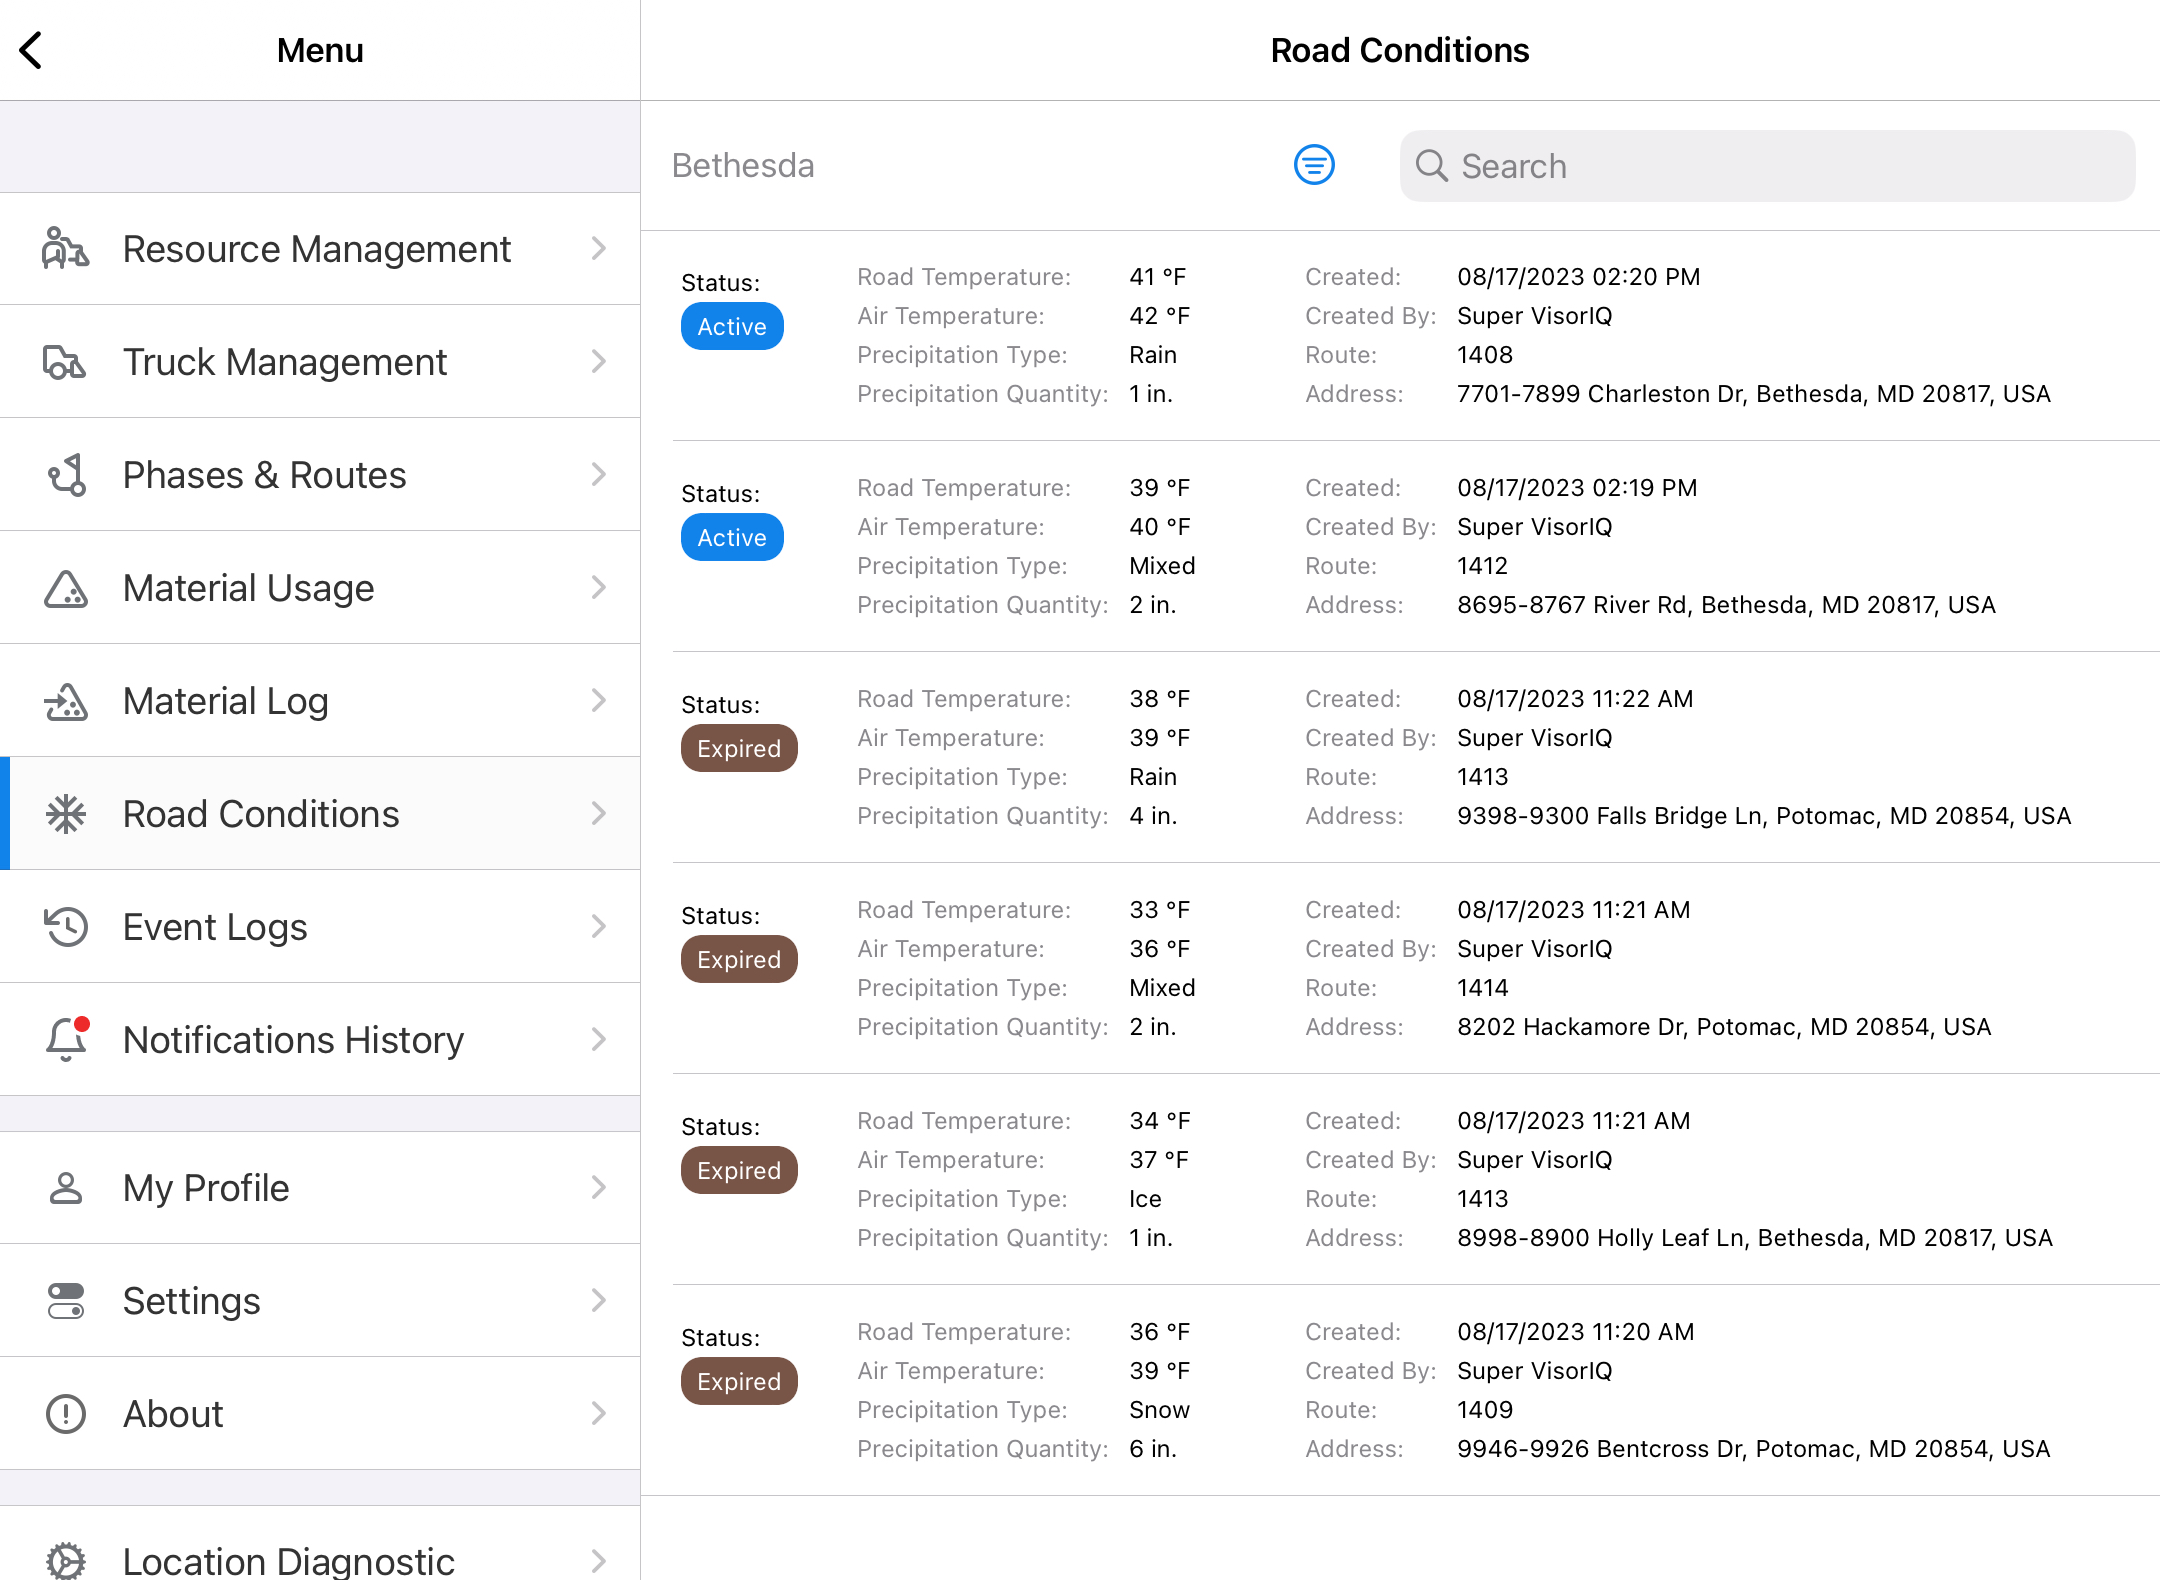 Menu
Road Conditions
Bethesda
Search
Resource Management
Truck Management
Phases & Routes
Material Usage
Material Log
Road Conditions
Event Logs
Notifications History
My Profile
Settings
About
Location Diagnostic
Status:
Active
Road Temperature: 41 °F
Air Temperature: 42 °F
Precipitation Type: Rain
Precipitation Quantity: 1 in.
Created: 08/17/2023 02:20 PM
Created By: Super VisorIQ
Route: 1408
Address: 7701-7899 Charleston Dr, Bethesda, MD 20817, USA
Status:
Active
Road Temperature: 39 °F
Air Temperature: 40 °F
Precipitation Type: Mixed
Precipitation Quantity: 2 in.
Created: 08/17/2023 02:19 PM
Created By: Super VisorIQ
Route: 1412
Address: 8695-8767 River Rd, Bethesda, MD 20817, USA
Status:
Expired
Road Temperature: 38 °F
Air Temperature: 39 °F
Precipitation Type: Rain
Precipitation Quantity: 4 in.
Created: 08/17/2023 11:22 AM
Created By: Super VisorIQ
Route: 1413
Address: 9398-9300 Falls Bridge Ln, Potomac, MD 20854, USA
Status:
Expired
Road Temperature: 33 °F
Air Temperature: 36 °F
Precipitation Type: Mixed
Precipitation Quantity: 2 in.
Created: 08/17/2023 11:21 AM
Created By: Super VisorIQ
Route: 1414
Address: 8202 Hackamore Dr, Potomac, MD 20854, USA
Status:
Expired
Road Temperature: 34 °F
Air Temperature: 37 °F
Precipitation Type: Ice
Precipitation Quantity: 1 in.
Created: 08/17/2023 11:21 AM
Created By: Super VisorIQ
Route: 1413
Address: 8998-8900 Holly Leaf Ln, Bethesda, MD 20817, USA
Status:
Expired
Road Temperature: 36 °F
Air Temperature: 39 °F
Precipitation Type: Snow
Precipitation Quantity: 6 in.
Created: 08/17/2023 11:20 AM
Created By: Super VisorIQ
Route: 1409
Address: 9946-9926 Bentcross Dr, Potomac, MD 20854, USA